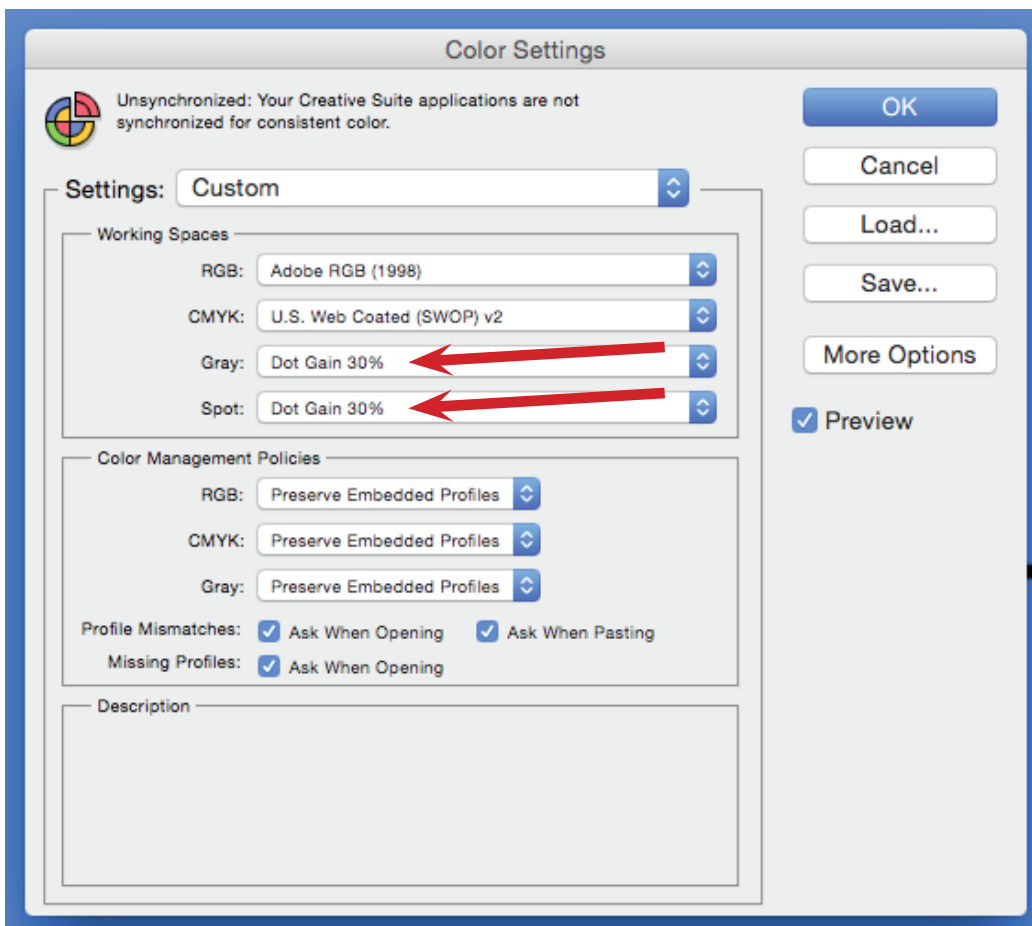 Color Settings
Unsynchronized: Your Creative Suite applications are not
synchronized for consistent color.
OK
Cancel
Load...
Save...
More Options
Preview
Settings: Custom
Working Spaces
RGB: Adobe RGB (1998)
CMYK: U.S. Web Coated (SWOP) v2
Gray: Dot Gain 30%
Spot: Dot Gain 30%
Color Management Policies
RGB: Preserve Embedded Profiles
CMYK: Preserve Embedded Profiles
Gray: Preserve Embedded Profiles
Profile Mismatches: Ask When Opening Ask When Pasting
Missing Profiles: Ask When Opening
Description